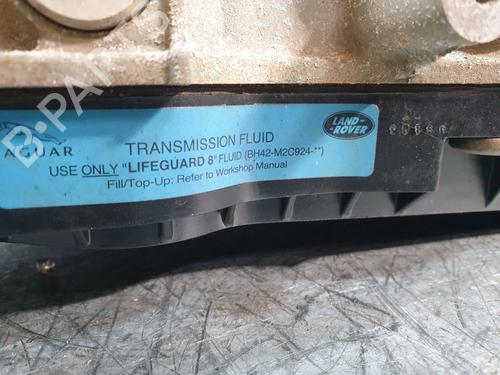 JAGUAR
TRANSMISSION FLUID
USE ONLY "LIFEGUARD 8" FLUID (BH42-M2C924-**)
Fill/Top-Up: Refer to Workshop Manual
LAND-
ROVER